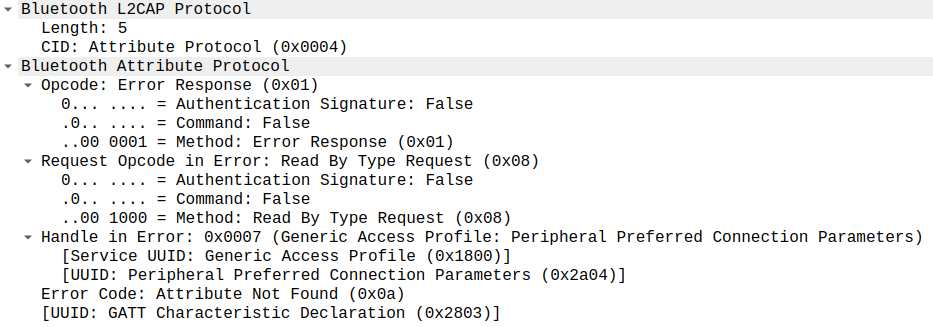 Bluetooth L2CAP Protocol
Length: 5
CID: Attribute Protocol (0x0004)
Bluetooth Attribute Protocol
Opcode: Error Response (0x01)
0... .... = Authentication Signature: False
.0.. .... = Command: False
..00 0001 = Method: Error Response (0x01)
Request Opcode in Error: Read By Type Request (0x08)
0... .... = Authentication Signature: False
.0.. .... = Command: False
..00 1000 = Method: Read By Type Request (0x08)
Handle in Error: 0x0007 (Generic Access Profile: Peripheral Preferred Connection Parameters)
[Service UUID: Generic Access Profile (0x1800)]
[UUID: Peripheral Preferred Connection Parameters (0x2a04)]
Error Code: Attribute Not Found (0x0a)
[UUID: GATT Characteristic Declaration (0x2803)]